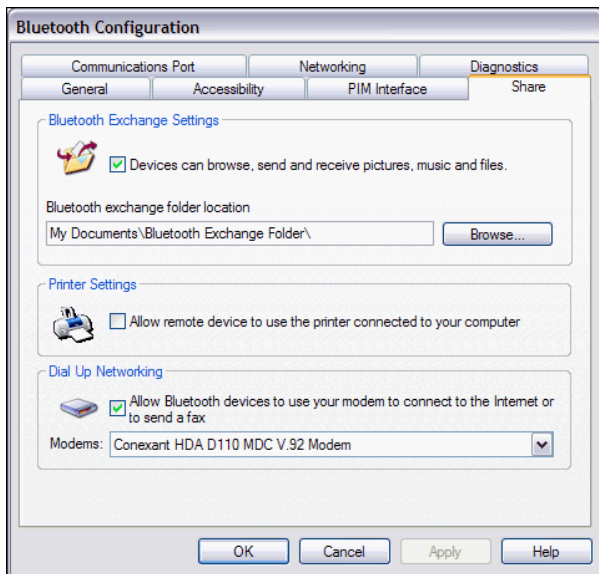 Bluetooth Configuration
Communications Port
Networking
Diagnostics
General
Accessibility
PIM Interface
Share
Bluetooth Exchange Settings
Devices can browse, send and receive pictures, music and files.
Bluetooth exchange folder location
My Documents\Bluetooth Exchange Folder\
Browse...
Printer Settings
Allow remote device to use the printer connected to your computer
Dial Up Networking
Allow Bluetooth devices to use your modem to connect to the Internet or
to send a fax
Modems: Conexant HDA D110 MDC V.92 Modem
OK
Cancel
Apply
Help